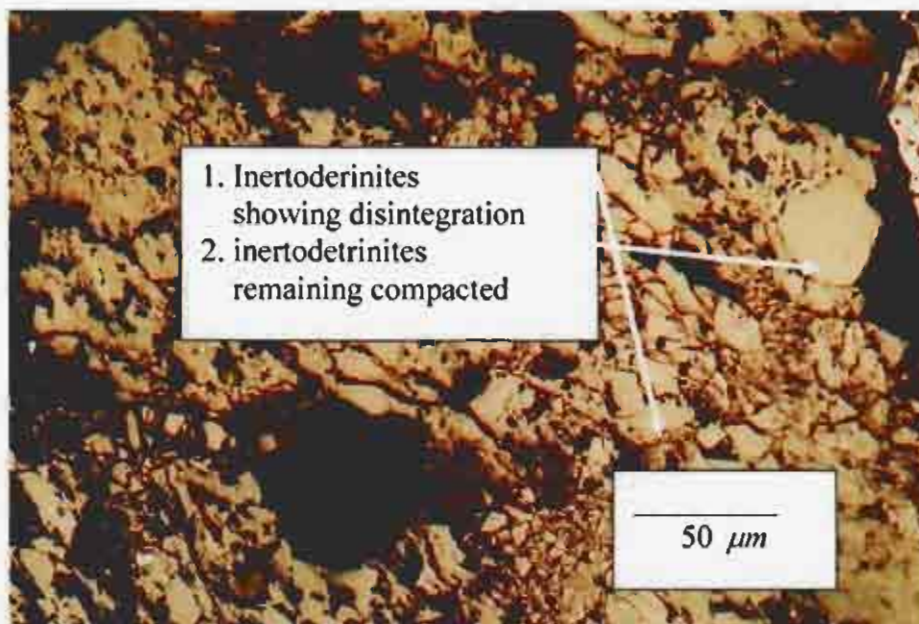 1. Inertoderinites
showing disintegration
2. inertodetrinites
remaining compacted
50 μm